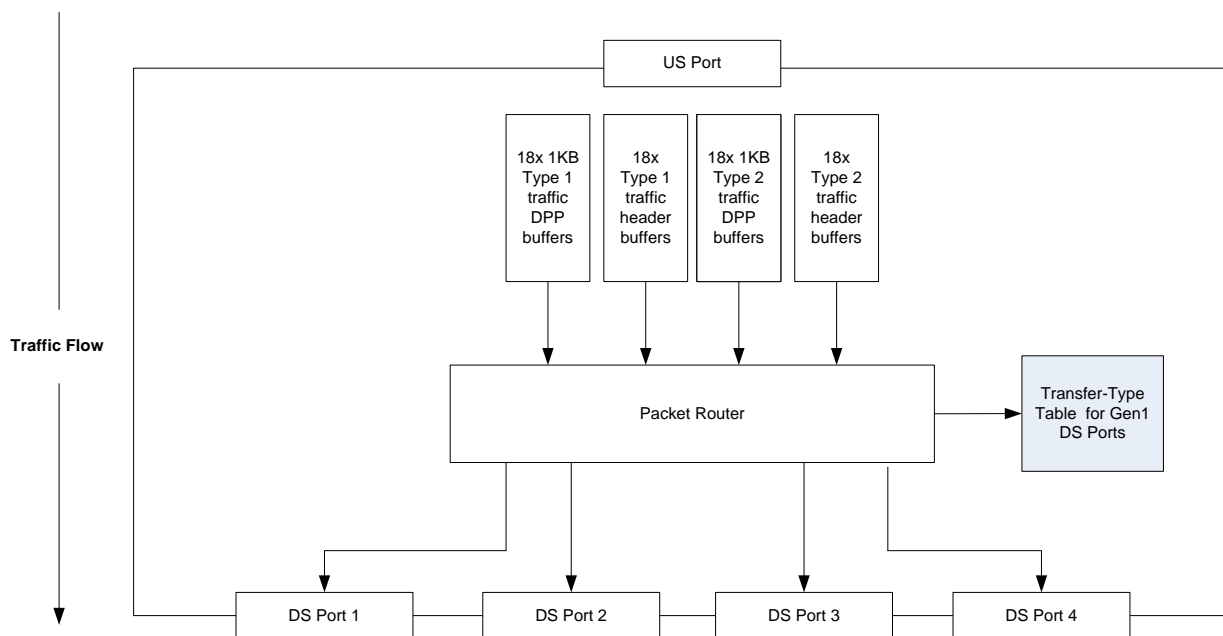 US Port
18x 1KB
Type 1
traffic
DPP
buffers
18x
Type 1
traffic
header
buffers
18x 1KB
Type 2
traffic
DPP
buffers
18x
Type 2
traffic
header
buffers
Traffic Flow
Packet Router
Transfer-Type
Table for Gen1
DS Ports
DS Port 1
DS Port 2
DS Port 3
DS Port 4